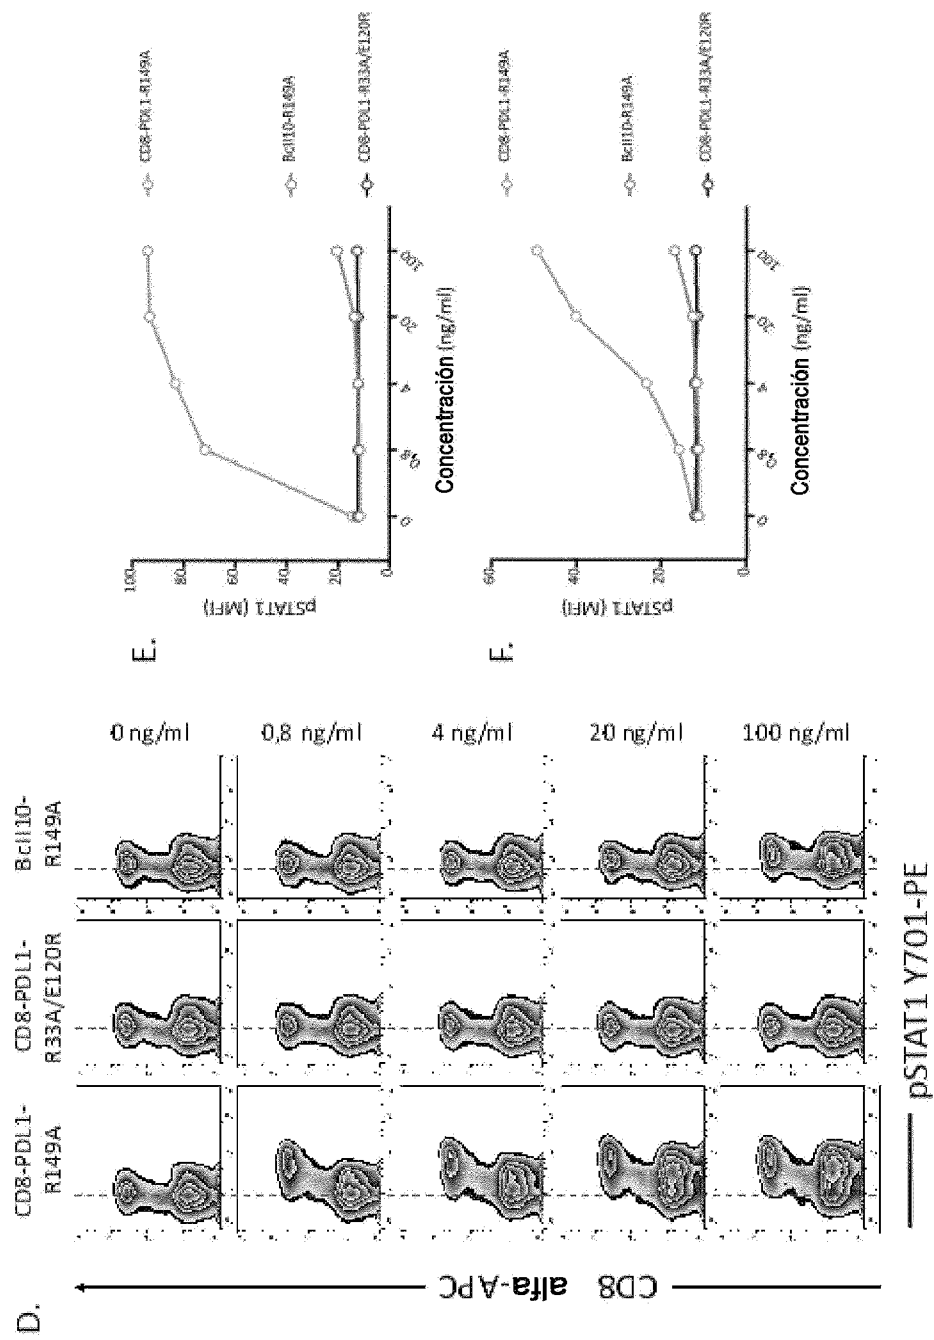 D.
CD8-PDL1-
R149A
CD8-PDL1-
R33A/E120R
BcII10-
R149A
0 ng/ml
0,8 ng/ml
4 ng/ml
20 ng/ml
100 ng/ml
CD8 alfa-APC
pSTAT1 Y701-PE
E.
pSTAT1 (MFI)
100
80
60
40
20
0
0
0,8
4
20
100
Concentración (ng/ml)
CD8-PDL1-R149A
BcII10-R149A
CD8-PDL1-R33A/E120R
F.
pSTAT1 (MFI)
60
40
20
0
0
0,8
4
20
100
Concentración (ng/ml)
CD8-PDL1-R149A
BcII10-R149A
CD8-PDL1-R33A/E120R